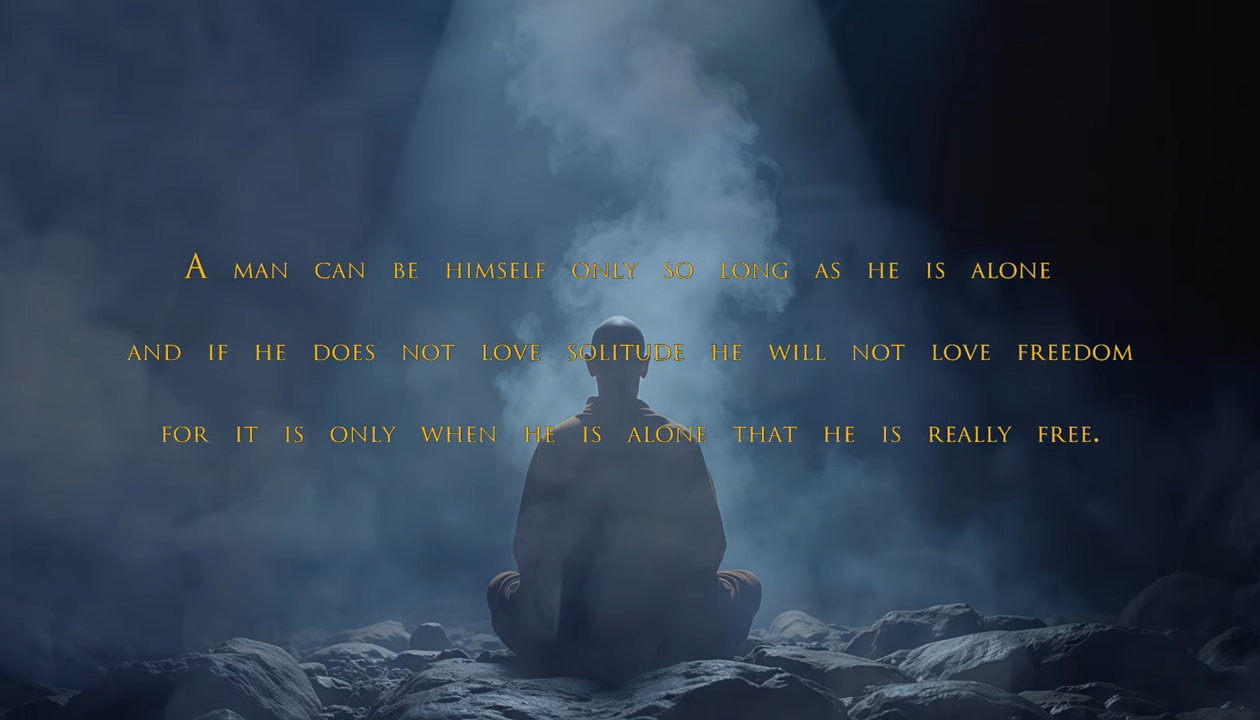 A MAN CAN BE HIMSELF ONLY SO LONG AS HE IS ALONE
AND IF HE DOES NOT LOVE SOLITUDE HE WILL NOT LOVE FREEDOM
FOR IT IS ONLY WHEN HE IS ALONE THAT HE IS REALLY FREE.